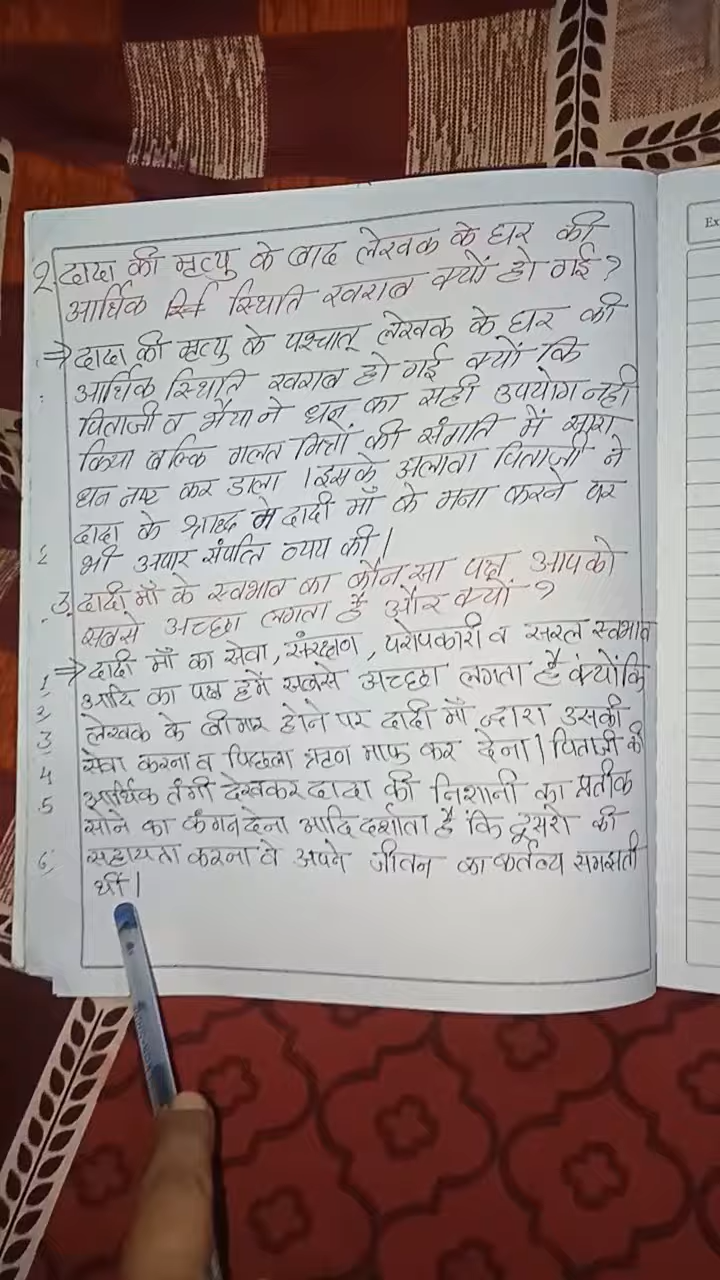 2. दादा की मृत्यु के बाद लेखक के घर की
आर्थिक स्थिति खराब क्यों हो गई ?
⇒ दादा की मृत्यु के पश्चात् लेखक के घर की
आर्थिक स्थिति खराब हो गई क्यों कि
पिताजी व भैया ने धन का सही उपयोग नहीं
किया बल्कि गलत मित्रों की संगति में सारा
धन नष्ट कर डाला । इसके अलावा पिताजी ने
दादा के श्राद्ध मे दादी माँ के मना करने पर
भी अपार संपत्ति व्यय की।
3. दादी माँ के स्वभाव का कौन सा पक्ष आपको
सबसे अच्छा लगता है और क्यों ?
⇒ दादी माँ का सेवा, संरक्षण, परोपकारी व सरल स्वभाव
आदि का पक्ष हमें सबसे अच्छा लगता है क्योंकि
लेखक के बीमार होने पर दादी माँ द्वारा उसकी
सेवा करना व पिछला ऋण माफ कर देना। पिताजी की
आर्थिक तंगी देखकर दादा की निशानी का प्रतीक
सोने का कंगन देना आदि दर्शाता है कि दूसरो की
सहायता करना वे अपने जीवन का कर्तव्य समझती
थीं।
Ex